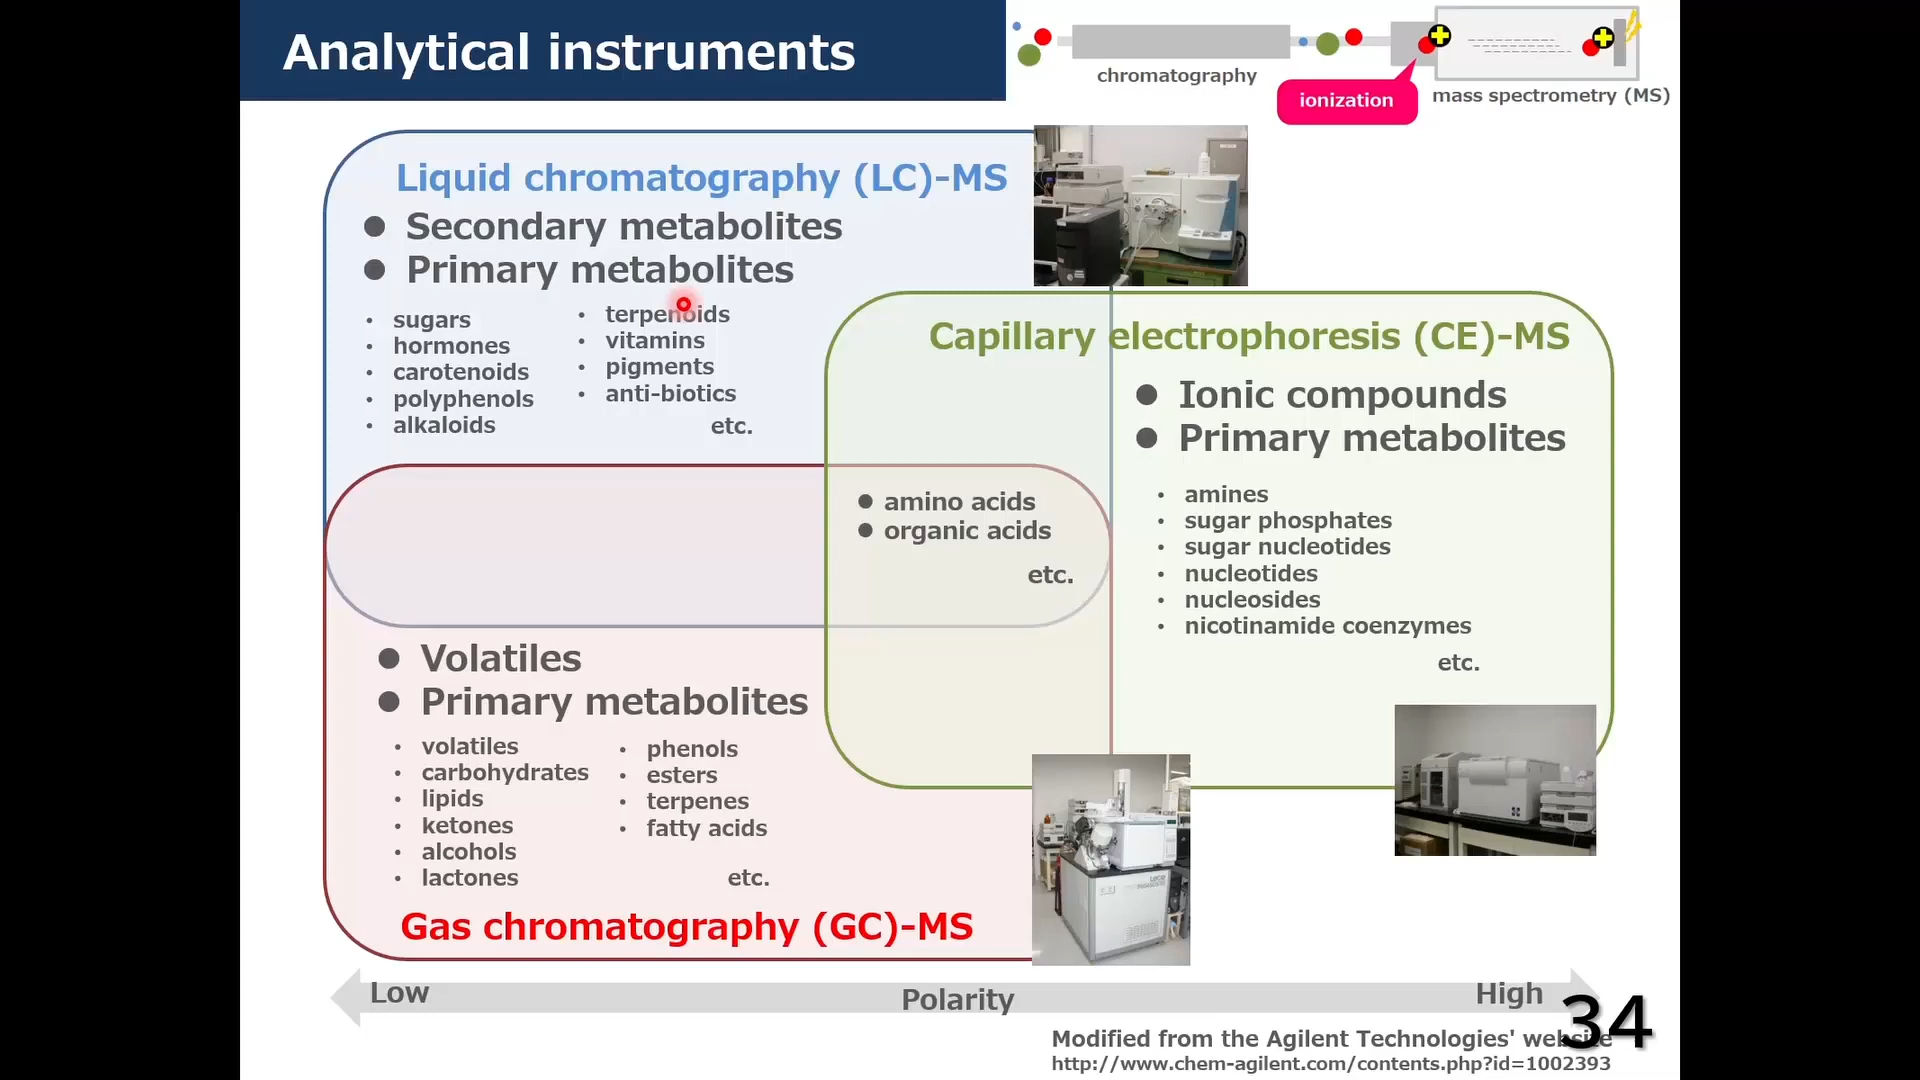 Analytical instruments
chromatography
ionization
mass spectrometry (MS)
Liquid chromatography (LC)-MS
● Secondary metabolites
● Primary metabolites
• sugars
• hormones
• carotenoids
• polyphenols
• alkaloids
• terpenoids
• vitamins
• pigments
• anti-biotics
etc.
Capillary electrophoresis (CE)-MS
● Ionic compounds
● Primary metabolites
• amines
• sugar phosphates
• sugar nucleotides
• nucleotides
• nucleosides
• nicotinamide coenzymes
etc.
● amino acids
● organic acids
etc.
● Volatiles
● Primary metabolites
• volatiles
• carbohydrates
• lipids
• ketones
• alcohols
• lactones
• phenols
• esters
• terpenes
• fatty acids
etc.
Gas chromatography (GC)-MS
Low
Polarity
High
34
Modified from the Agilent Technologies' website
http://www.chem-agilent.com/contents.php?id=1002393